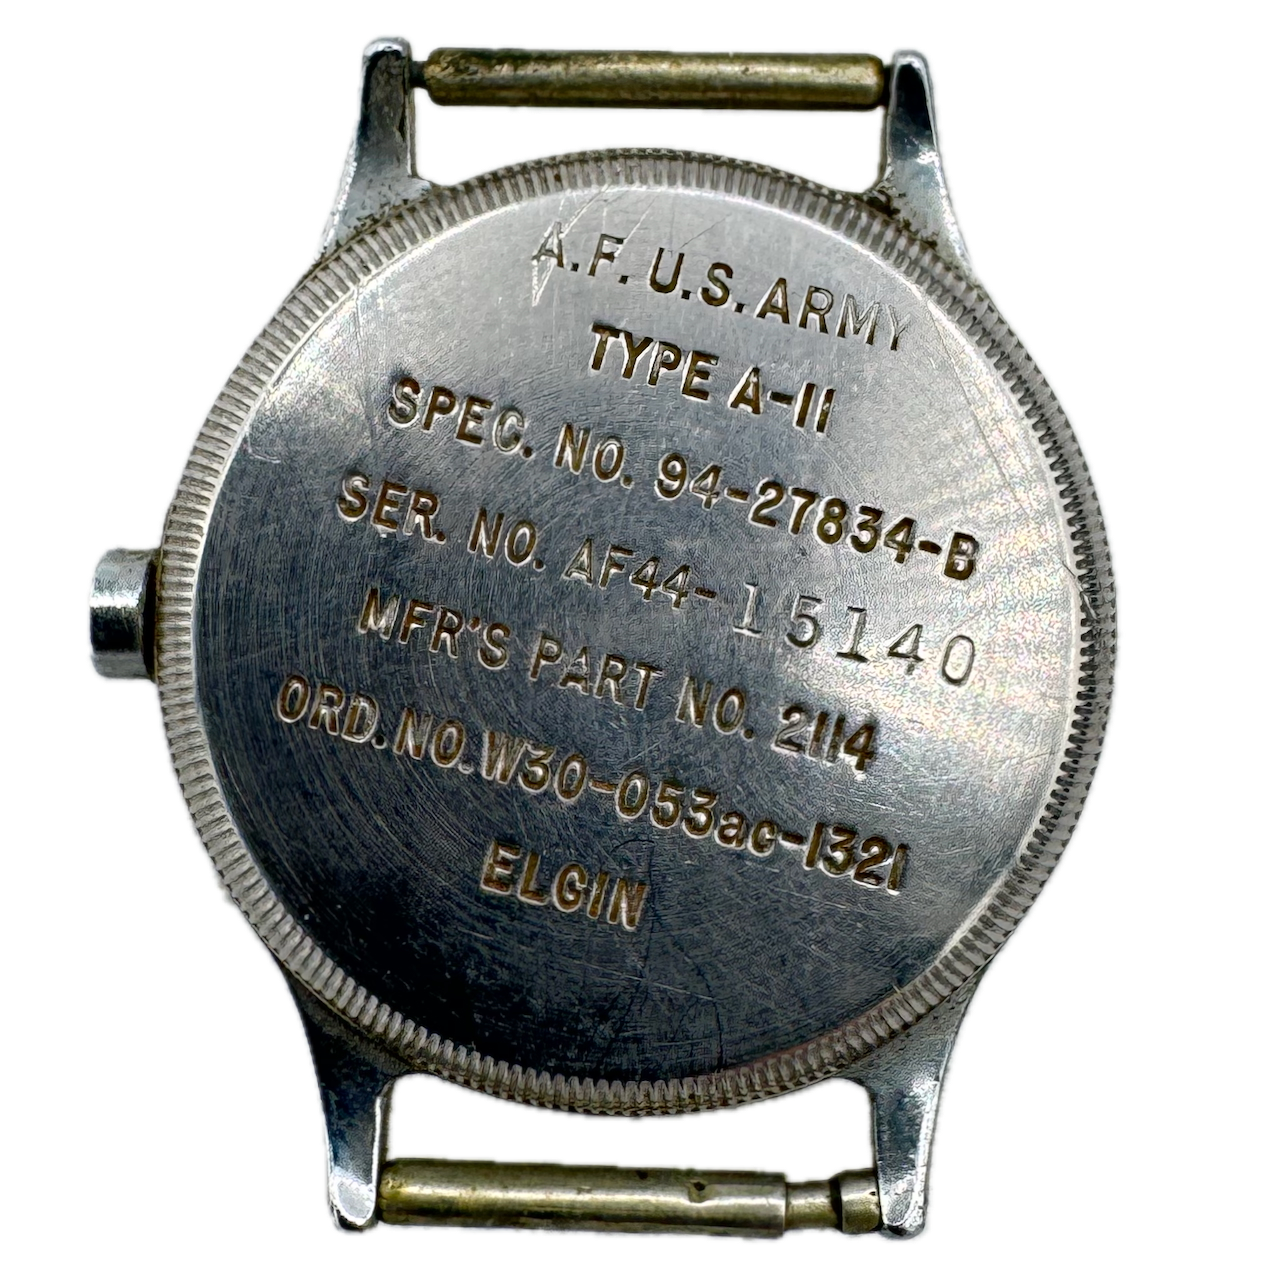 A.F. U.S. ARMY
TYPE A-11
SPEC. NO. 94-27834-B
SER. NO. AF44-15140
MFR'S PART NO. 2114
ORD. NO. W30-053ac-1321
ELGIN